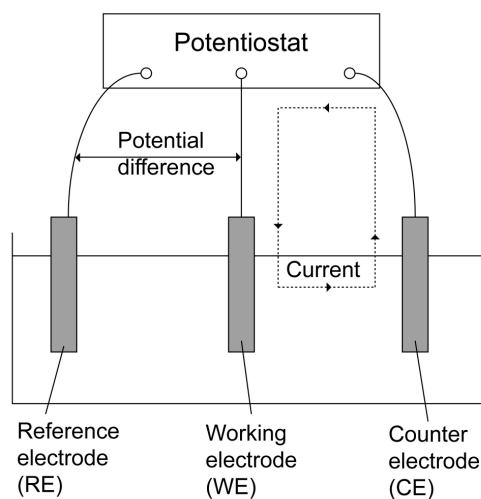 Potentiostat
Potential
difference
Current
Reference
electrode
(RE)
Working
electrode
(WE)
Counter
electrode
(CE)